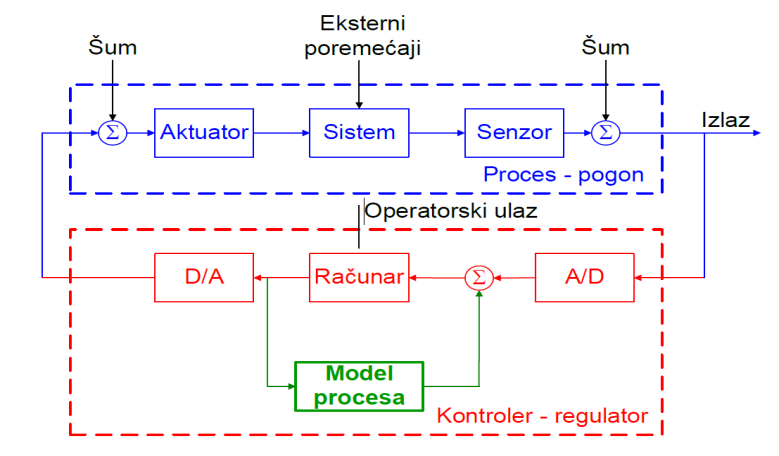 Eksterni
poremećaji
Šum
Šum
Σ
Aktuator
Sistem
Senzor
Σ
Izlaz
Proces - pogon
Operatorski ulaz
D/A
Računar
Σ
A/D
Model
procesa
Kontroler - regulator